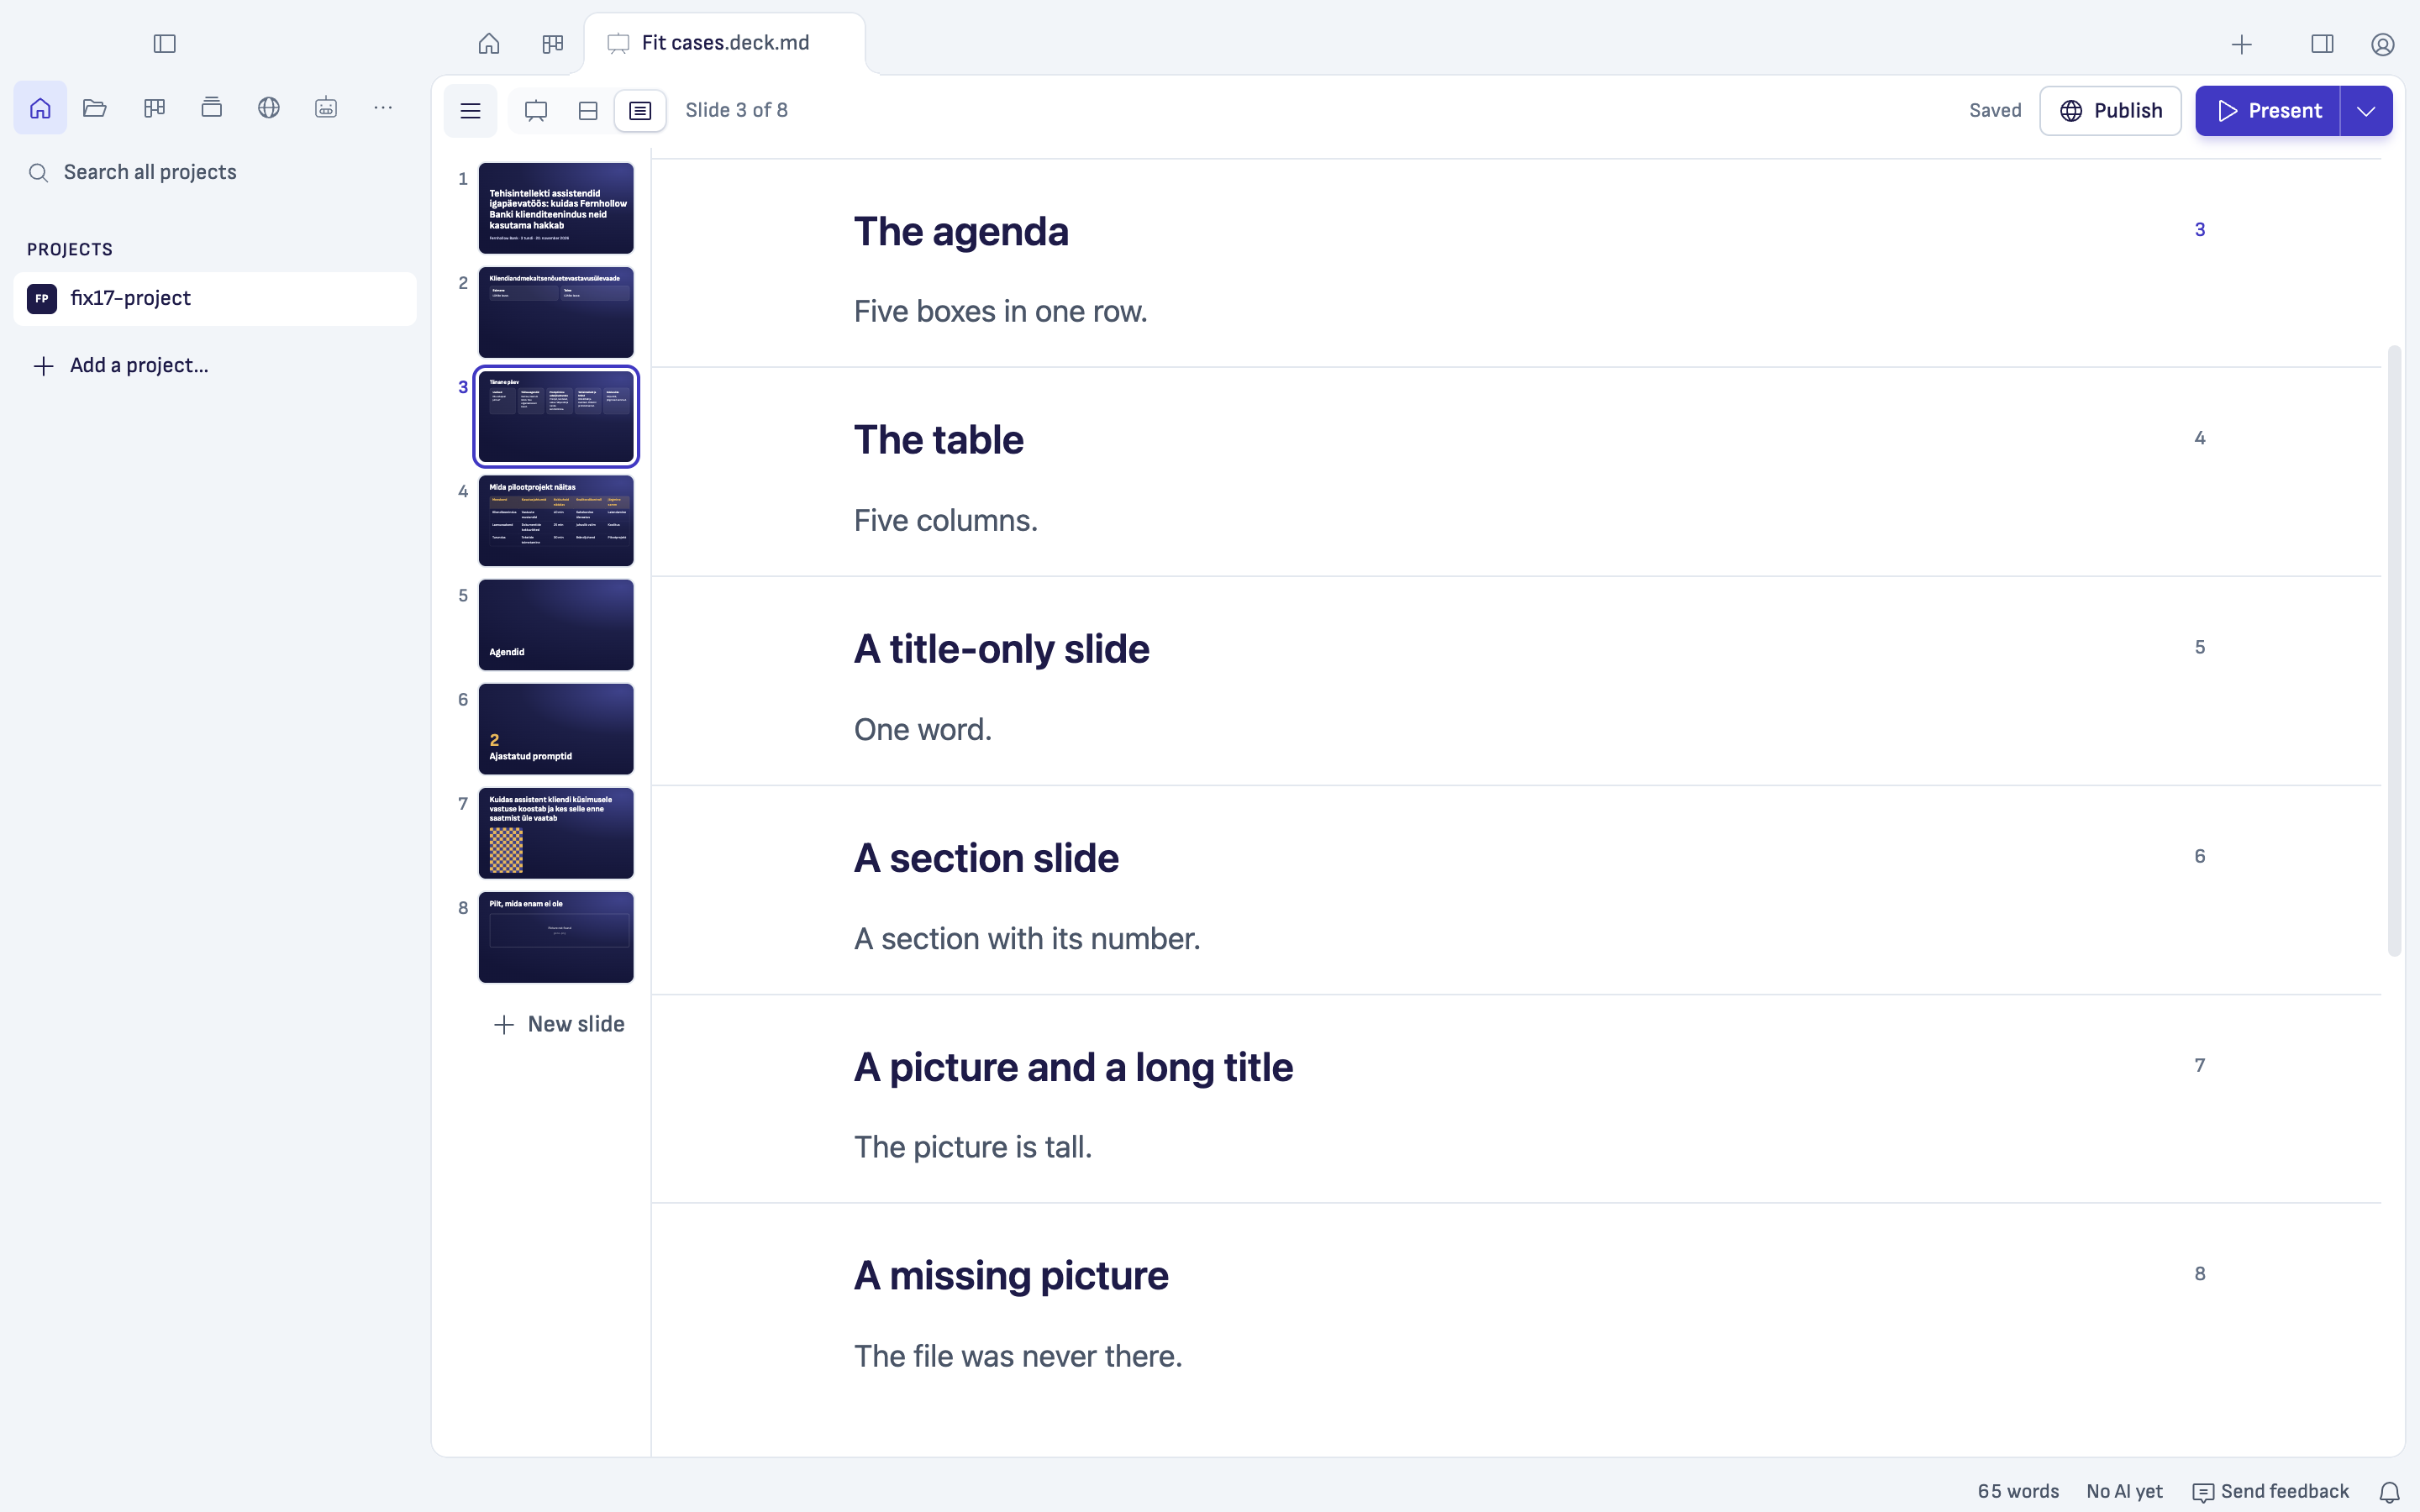 Fit cases.deck.md
Search all projects
PROJECTS
FP fix17-project
Add a project...
Slide 3 of 8
Saved
Publish
Present
1
Tehisintellekti assistendid
igapäevatöös: kuidas Fernhollow
Banki klienditeenindus neid
kasutama hakkab
2
Kliendiandmekaitsenõuetevastavusülevaade
3
Tänane päev
4
Mida pilootprojekt näitas
5
Agendid
6
2
Ajastatud promptid
7
Kuidas assistent kliendi küsimusele
vastuse koostab ja kes selle enne
saatmist üle vaatab
8
Pilt, mida enam ei ole
New slide
The agenda
3
Five boxes in one row.
The table
4
Five columns.
A title-only slide
5
One word.
A section slide
6
A section with its number.
A picture and a long title
7
The picture is tall.
A missing picture
8
The file was never there.
65 words
No AI yet
Send feedback